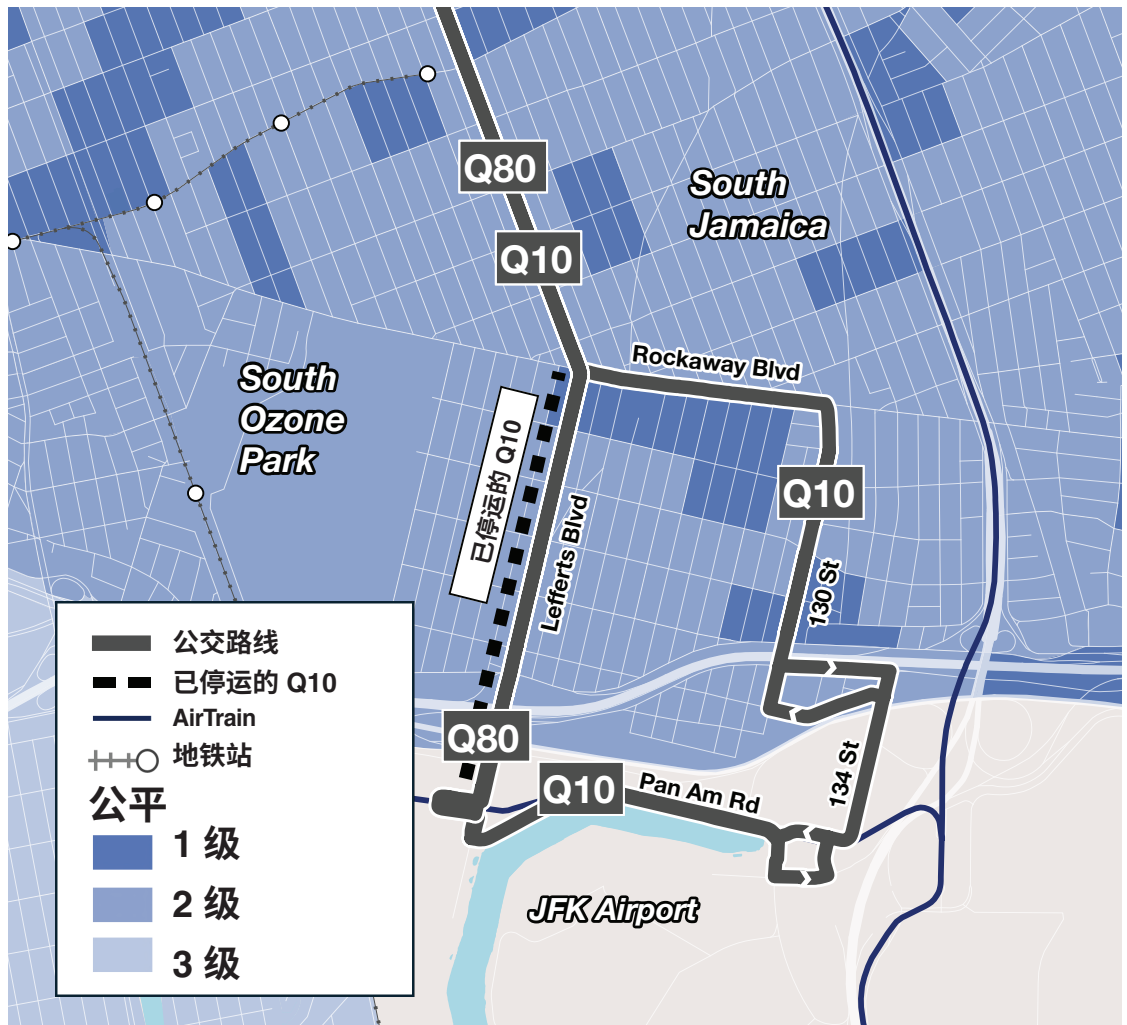 Q80
South
Jamaica
Q10
Rockaway Blvd
South
Ozone
Park
已停运的 Q10
Q10
Lefferts Blvd
130 St
Q80
134 St
Q10
Pan Am Rd
JFK Airport
公交路线
已停运的 Q10
AirTrain
地铁站
公平
1 级
2 级
3 级